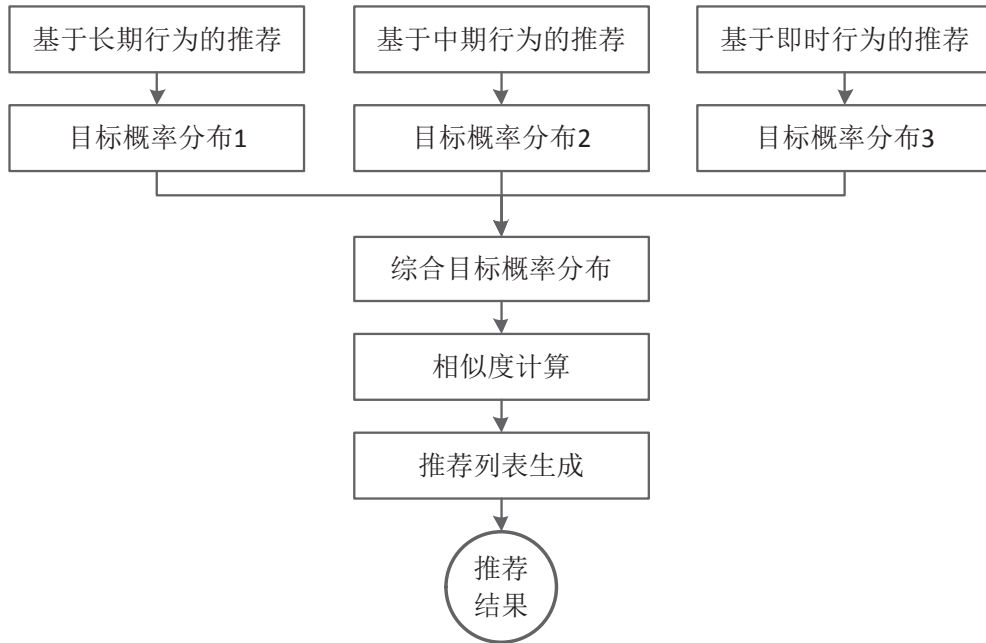 基于长期行为的推荐
基于中期行为的推荐
基于即时行为的推荐
目标概率分布1
目标概率分布2
目标概率分布3
综合目标概率分布
相似度计算
推荐列表生成
推荐
结果